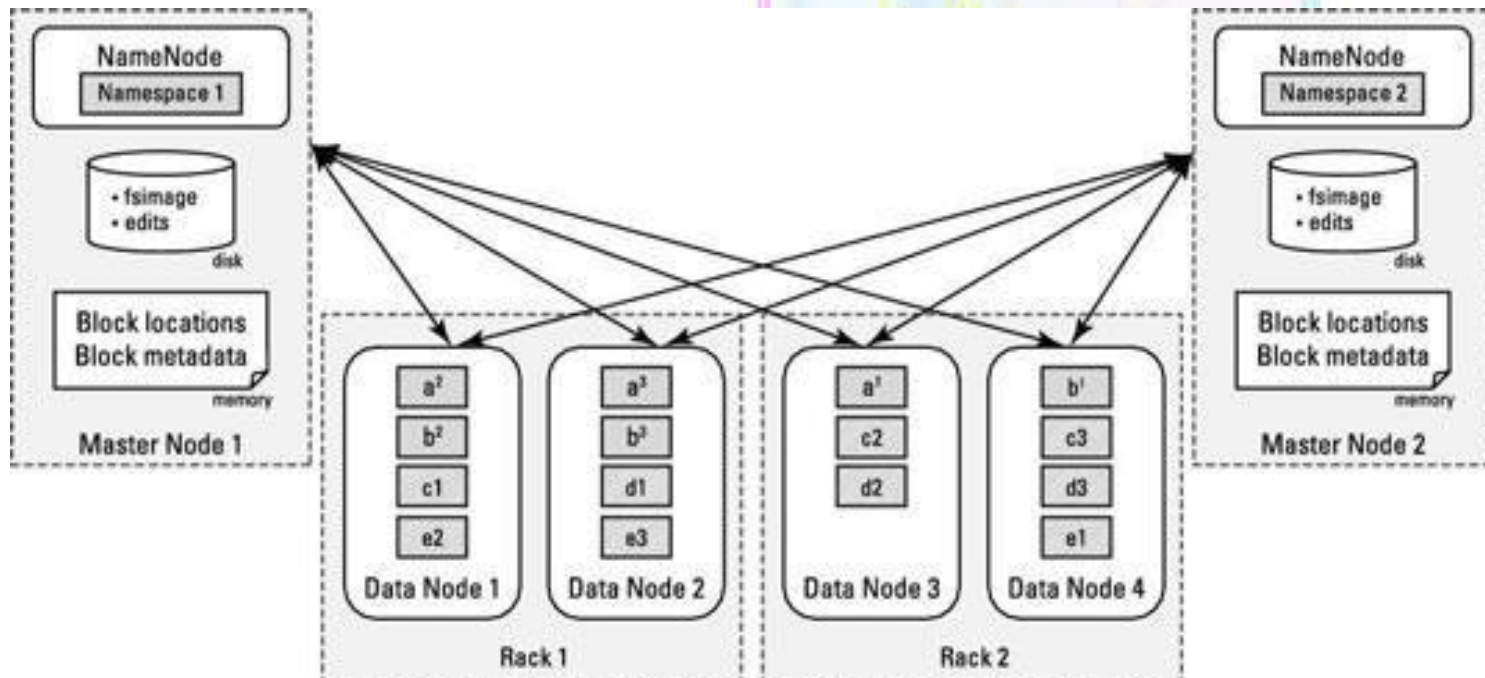 NameNode
Namespace 1
• fsimage
• edits
disk
Block locations
Block metadata
memory
Master Node 1
NameNode
Namespace 2
• fsimage
• edits
disk
Block locations
Block metadata
memory
Master Node 2
a²
b²
c1
e2
Data Node 1
a³
b³
d1
e3
Data Node 2
Rack 1
a¹
c2
d2
Data Node 3
b¹
c3
d3
e1
Data Node 4
Rack 2